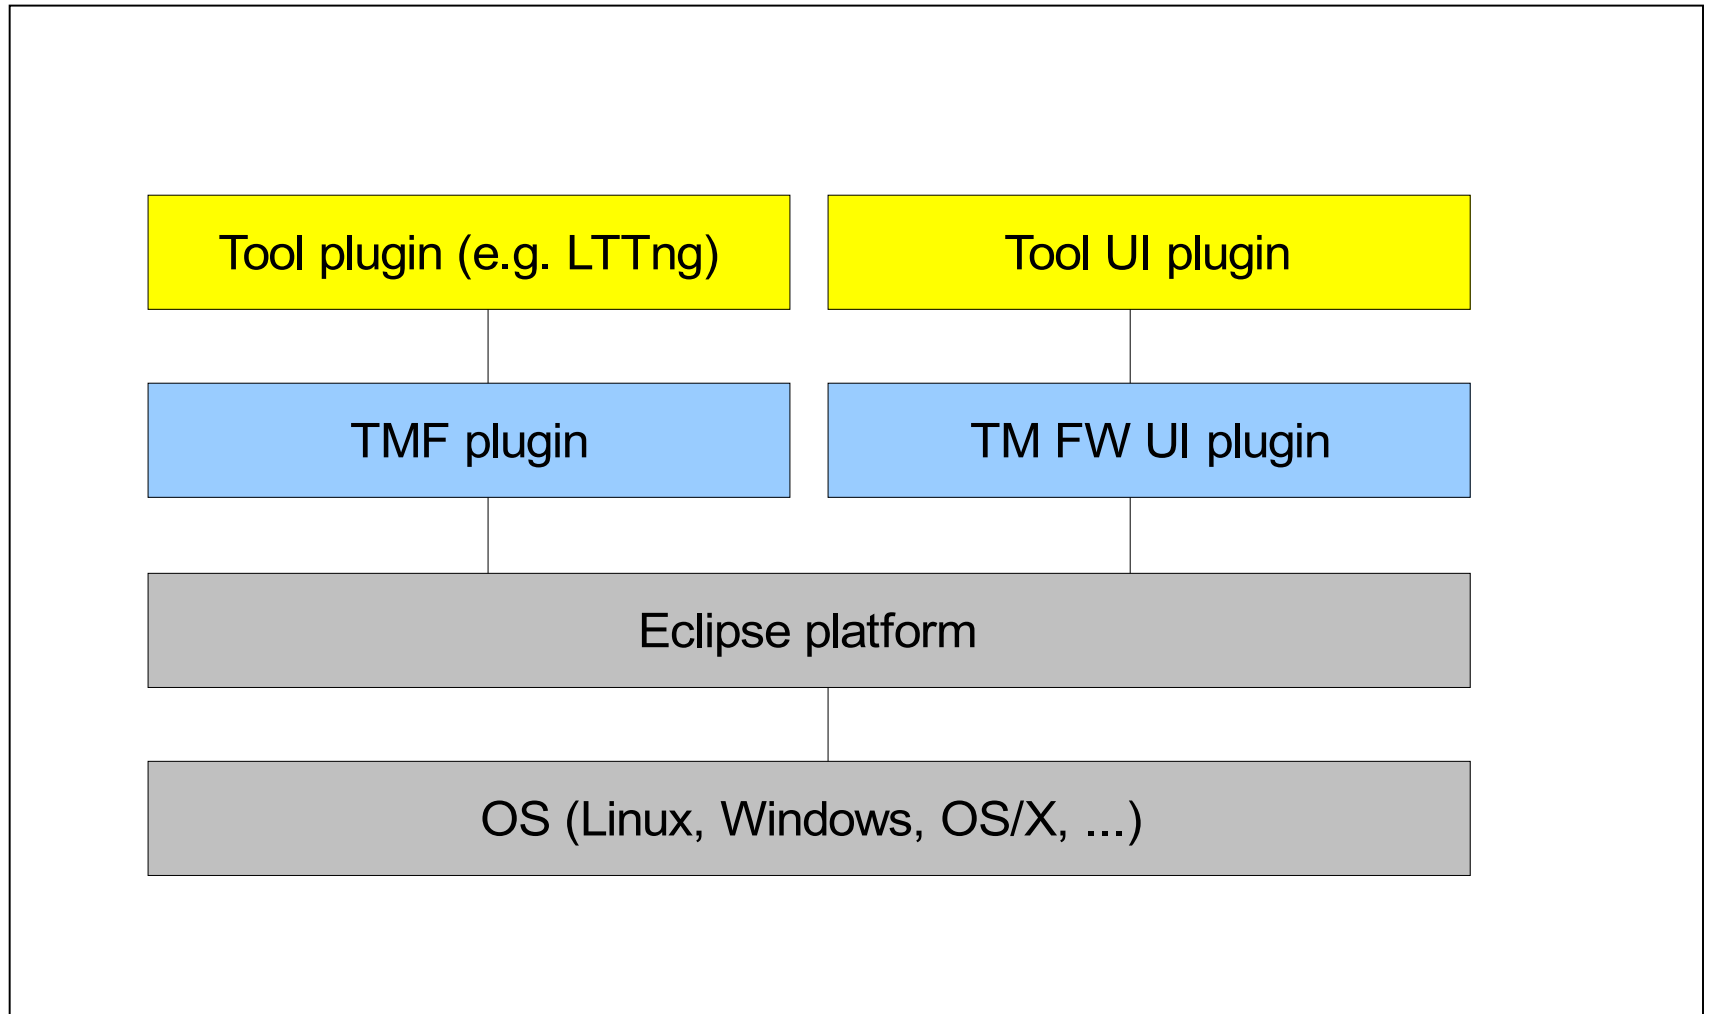 Tool plugin (e.g. LTTng)
Tool UI plugin
TMF plugin
TM FW UI plugin
Eclipse platform
OS (Linux, Windows, OS/X, ...)